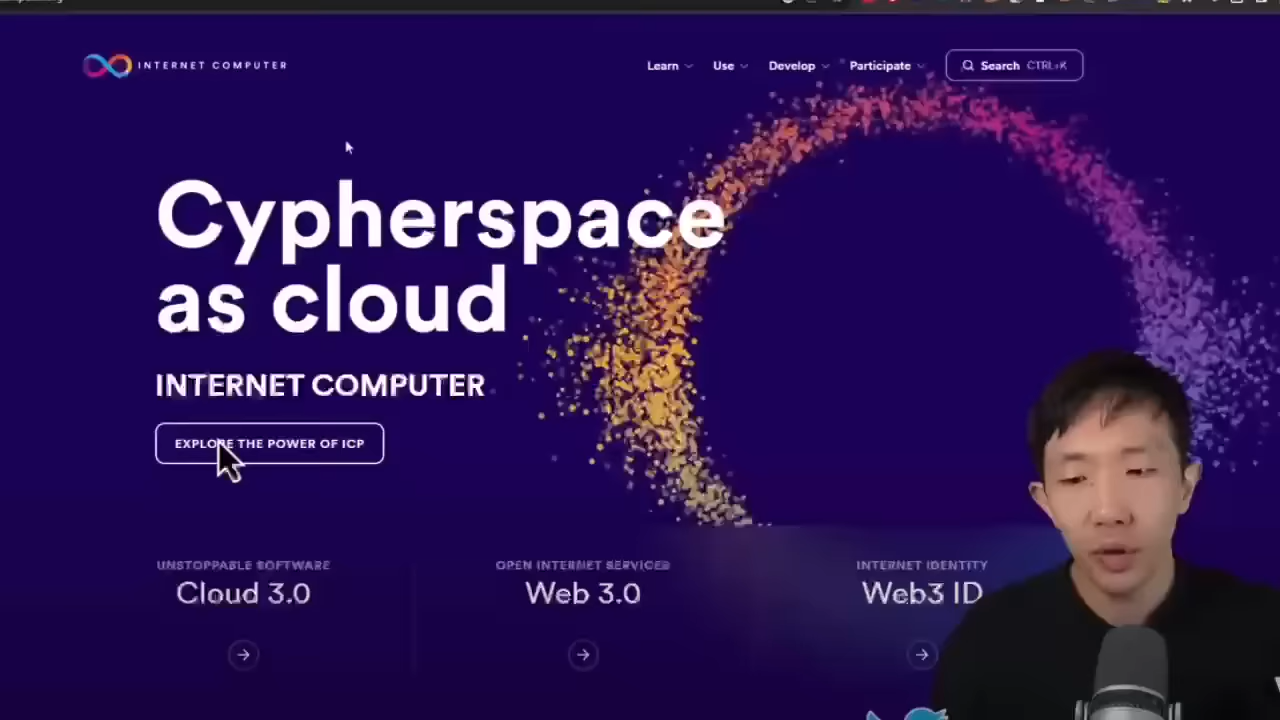 INTERNET COMPUTER
Learn Use Develop Participate Search CTRL+K
Cypherspace
as cloud
INTERNET COMPUTER
EXPLORE THE POWER OF ICP
UNSTOPPABLE SOFTWARE OPEN INTERNET SERVICES INTERNET IDENTITY
Cloud 3.0 Web 3.0 Web3 ID